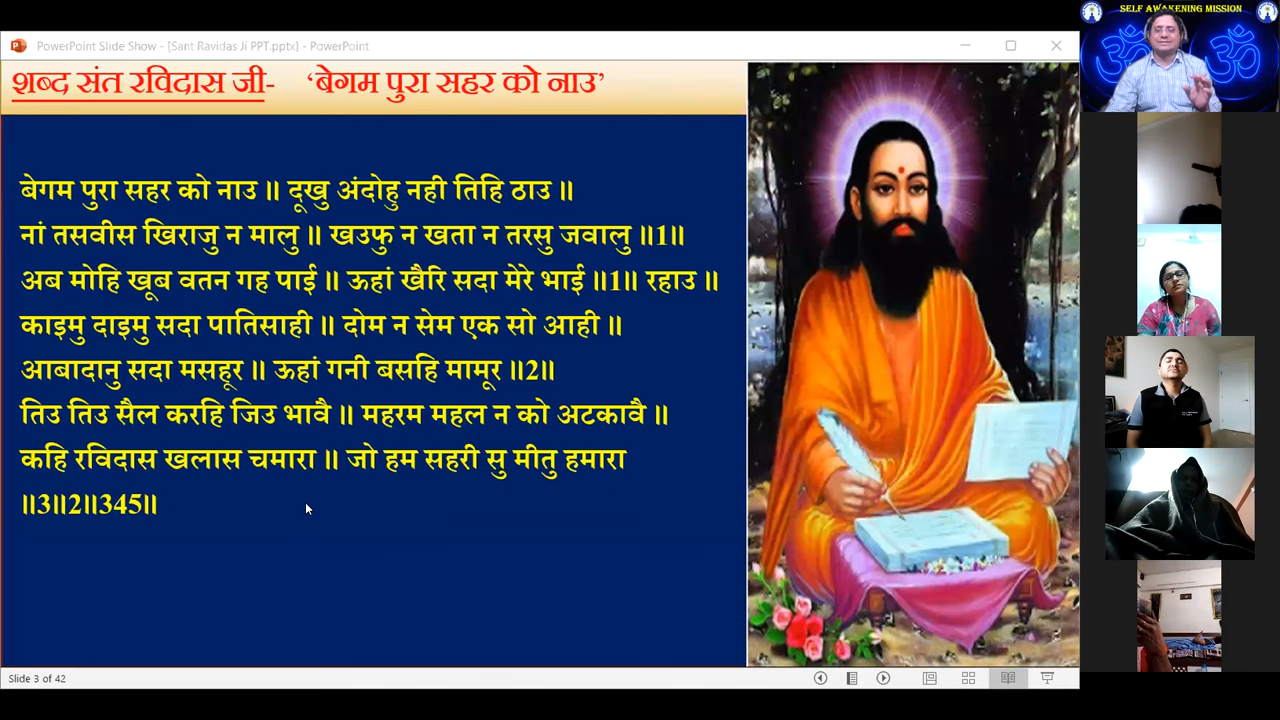 SELF AWAKENING MISSION
PowerPoint Slide Show - [Sant Ravidas Ji PPT.pptx] - PowerPoint
शब्द संत रविदास जी- ‘बेगम पुरा सहर को नाउ’
बेगम पुरा सहर को नाउ ॥ दूखु अंदोहु नही तिहि ठाउ ॥
नां तसवीस खिराजु न मालु ॥ खउफु न खता न तरसु जवालु ॥1॥
अब मोहि खूब वतन गह पाई ॥ ऊहां खैरि सदा मेरे भाई ॥1॥ रहाउ ॥
काइमु दाइमु सदा पातिसाही ॥ दोम न सेम एक सो आही ॥
आबादानु सदा मसहूर ॥ ऊहां गनी बसहि मामूर ॥2॥
तिउ तिउ सैल करहि जिउ भावै ॥ महरम महल न को अटकावै ॥
कहि रविदास खलास चमारा ॥ जो हम सहरी सु मीतु हमारा
॥3॥2॥345॥
Slide 3 of 42